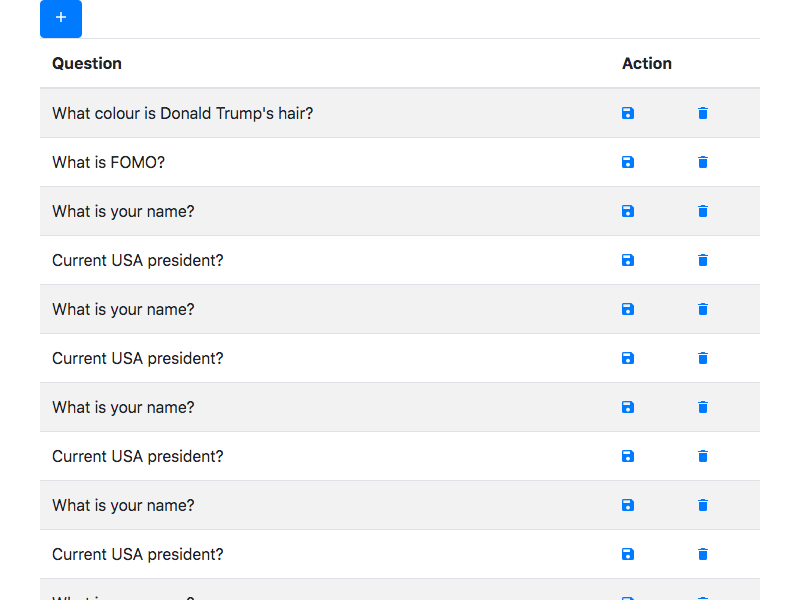 +
Question Action
What colour is Donald Trump's hair?
What is FOMO?
What is your name?
Current USA president?
What is your name?
Current USA president?
What is your name?
Current USA president?
What is your name?
Current USA president?